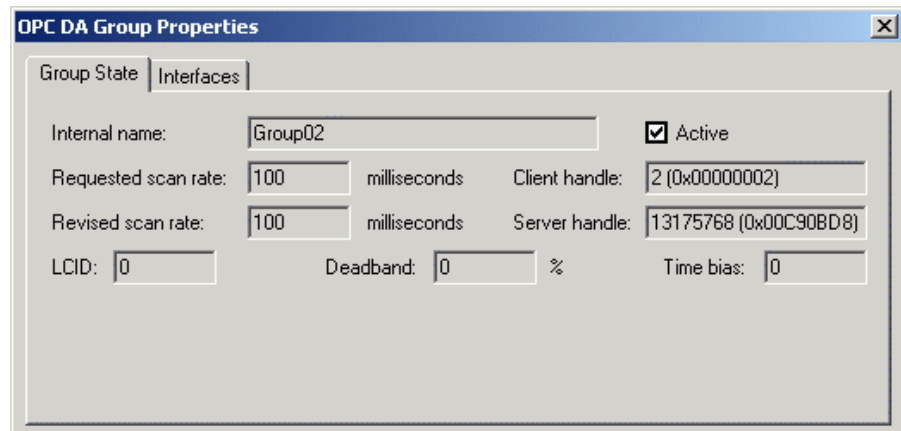 OPC DA Group Properties
Group State Interfaces
Internal name: Group02 Active
Requested scan rate: 100 milliseconds Client handle: 2 (0x00000002)
Revised scan rate: 100 milliseconds Server handle: 13175768 (0x00C90BD8)
LCID: 0 Deadband: 0 % Time bias: 0